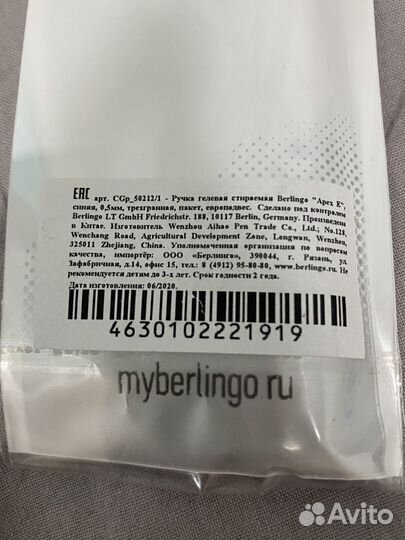 ЕАС арт. CGp_50212/1 - Ручка гелевая стираемая Berlingo "Apex E",
синяя, 0,5мм, трехгранная, пакет, европодвес. Сделано под контролем
Berlingo LT GmbH Friedrichstr. 188, 10117 Berlin, Germany. Произведено
в Китае. Изготовитель Wenzhou Aihao Pen Trade Co., Ltd.; No.128,
Wenchang Road, Agricultural Development Zone, Longwan, Wenzhou,
325011 Zhejiang, China. Уполномоченная организация по вопросам
качества, импортёр: ООО «Берлинго», 390044, г. Рязань, ул.
Зафабричная, д.14, офис 15, тел.: 8 (4912) 95-80-80, www.berlingo.ru. Не
рекомендуется детям до 3-х лет. Срок годности 2 года.
Дата изготовления: 06/2020.
4630102221919
myberlingo.ru
Avito